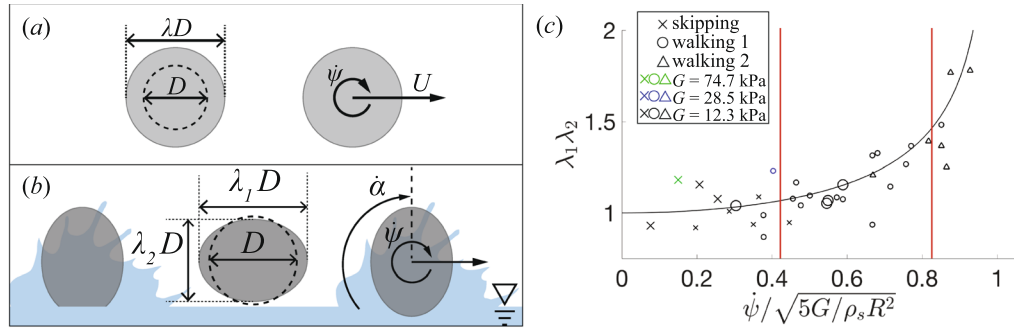 (a)
λD
D
ψ̇
U
(b)
λ₁D
λ₂D
D
α̇
ψ̇
(c)
× skipping
○ walking 1
△ walking 2
×○△ G = 74.7 kPa
×○△ G = 28.5 kPa
×○△ G = 12.3 kPa
λ₁λ₂
2
1.5
1
0 0.2 0.4 0.6 0.8 1
ψ̇/√5G/ρₛR²